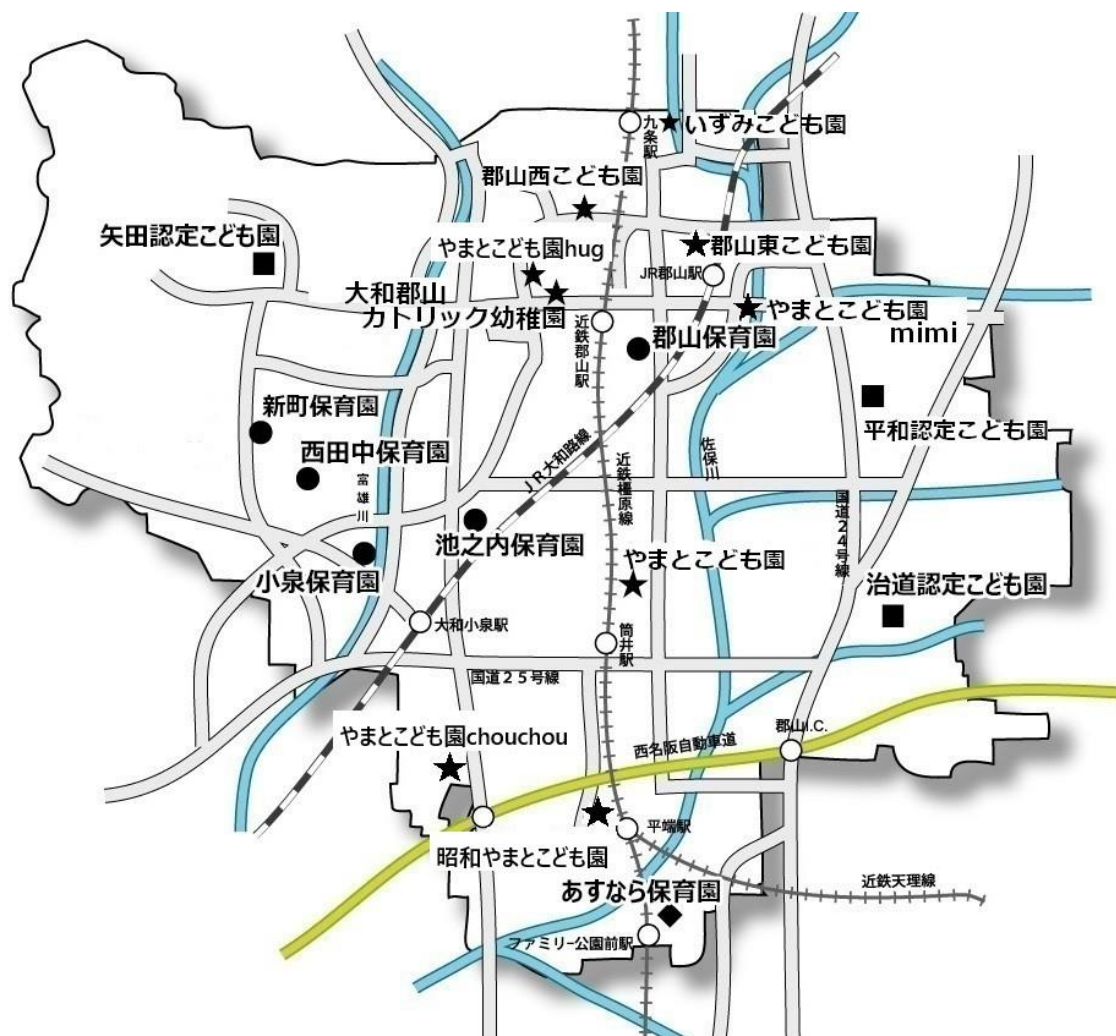 九条駅
いずみこども園
郡山西こども園
矢田認定こども園
やまとこども園hug
郡山東こども園
JR郡山駅
大和郡山
カトリック幼稚園
やまとこども園
mimi
近鉄郡山駅
郡山保育園
新町保育園
平和認定こども園
西田中保育園
富雄川
JR大和路線
近鉄橿原線
佐保川
国道24号線
池之内保育園
小泉保育園
やまとこども園
治道認定こども園
大和小泉駅
筒井駅
国道25号線
やまとこども園chouchou
西名阪自動車道
郡山I.C.
昭和やまとこども園
平端駅
あすなら保育園
近鉄天理線
ファミリー公園前駅